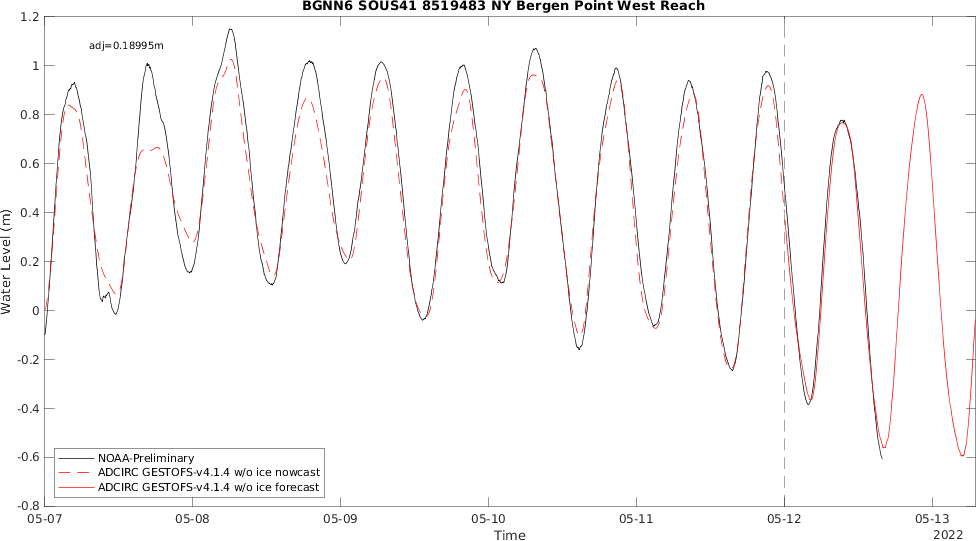 BGNN6 SOUS41 8519483 NY Bergen Point West Reach
adj=0.18995m
1.2
1
0.8
0.6
0.4
0.2
0
-0.2
-0.4
-0.6
-0.8
Water Level (m)
NOAA-Preliminary
ADCIRC GESTOFS-v4.1.4 w/o ice nowcast
ADCIRC GESTOFS-v4.1.4 w/o ice forecast
05-07 05-08 05-09 05-10 05-11 05-12 05-13
Time
2022